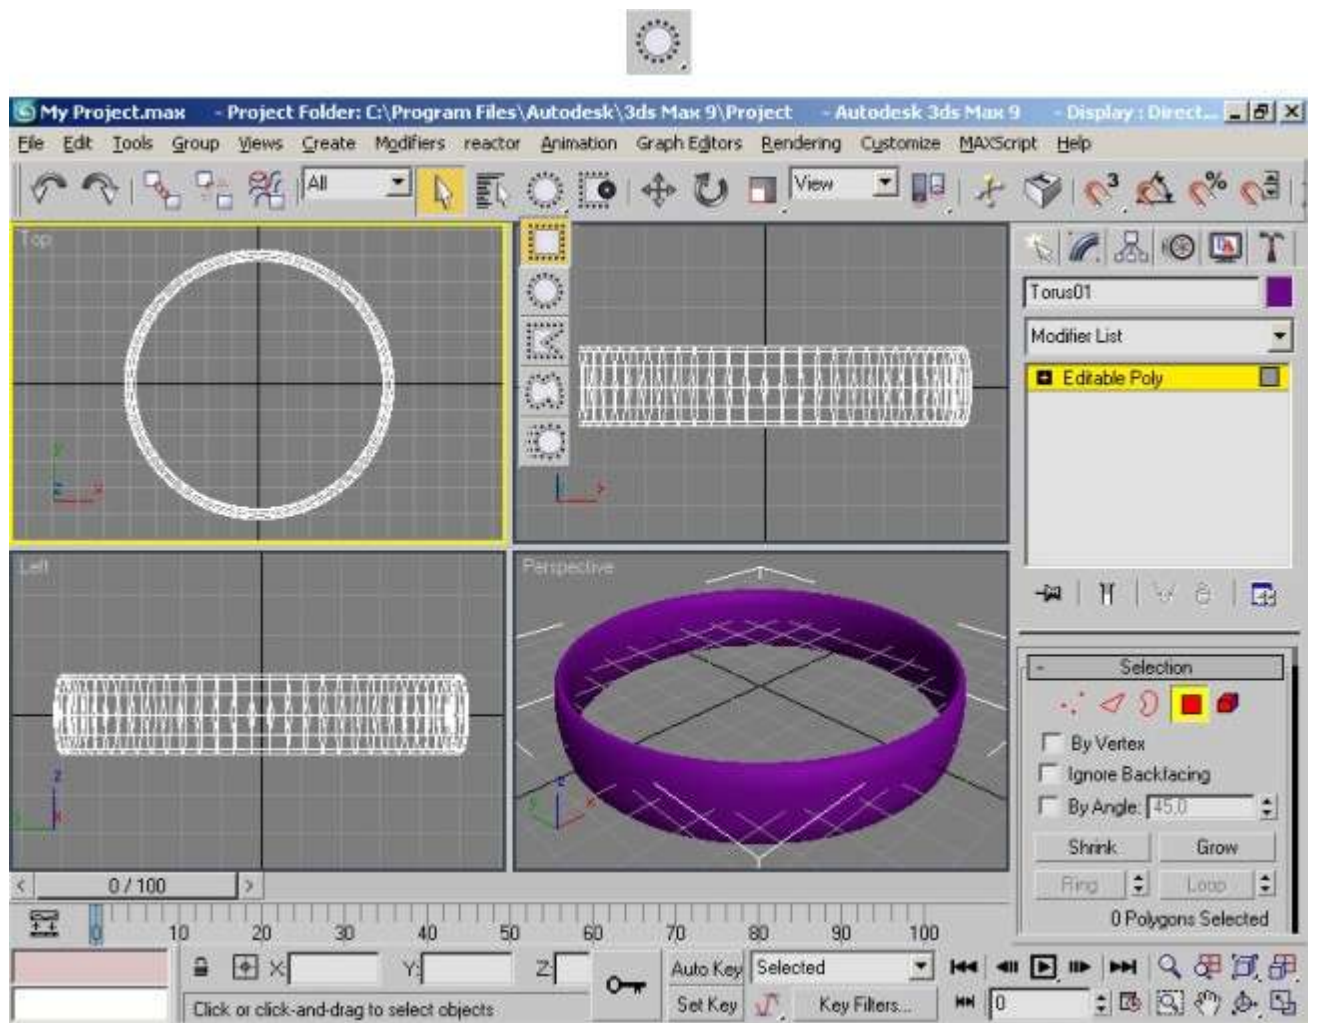 My Project.max - Project Folder: C:\Program Files\Autodesk\3ds Max 9\Project - Autodesk 3ds Max 9 - Display : Direct...
File Edit Tools Group Views Create Modifiers reactor Animation Graph Editors Rendering Customize MAXScript Help
All View 3 %
Top
Torus01
Modifier List
Editable Poly
y
z x
Left Perspective
Selection
By Vertex
Ignore Backfacing
By Angle: 45.0
Shrink Grow
Ring Loop
0 Polygons Selected
z z
x y x
0 / 100
0 10 20 30 40 50 60 70 80 90 100
X: Y: Z: Auto Key Selected
Click or click-and-drag to select objects Set Key Key Filters... 0